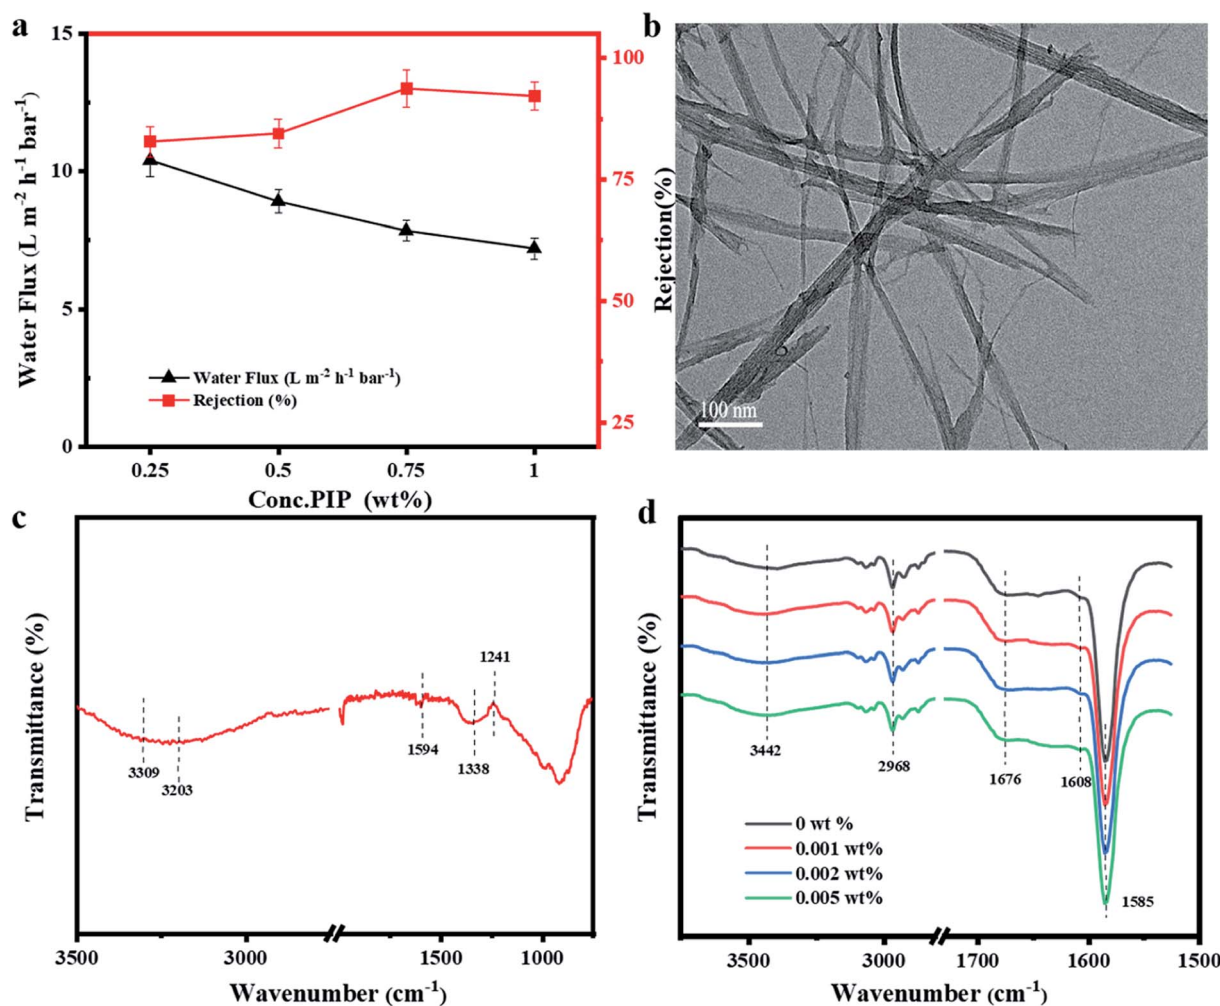 a
15
10
5
0
Water Flux (L m⁻² h⁻¹ bar⁻¹)
100
75
50
25
Rejection(%)
Water Flux (L m⁻² h⁻¹ bar⁻¹)
Rejection (%)
0.25 0.5 0.75 1
Conc.PIP (wt%)
b
100 nm
c
Transmittance (%)
1241
1594
1338
3309
3203
3500 3000 1500 1000
Wavenumber (cm⁻¹)
d
Transmittance (%)
3442
2968
1676
1608
1585
0 wt %
0.001 wt%
0.002 wt%
0.005 wt%
3500 3000 1700 1600 1500
Wavenumber (cm⁻¹)